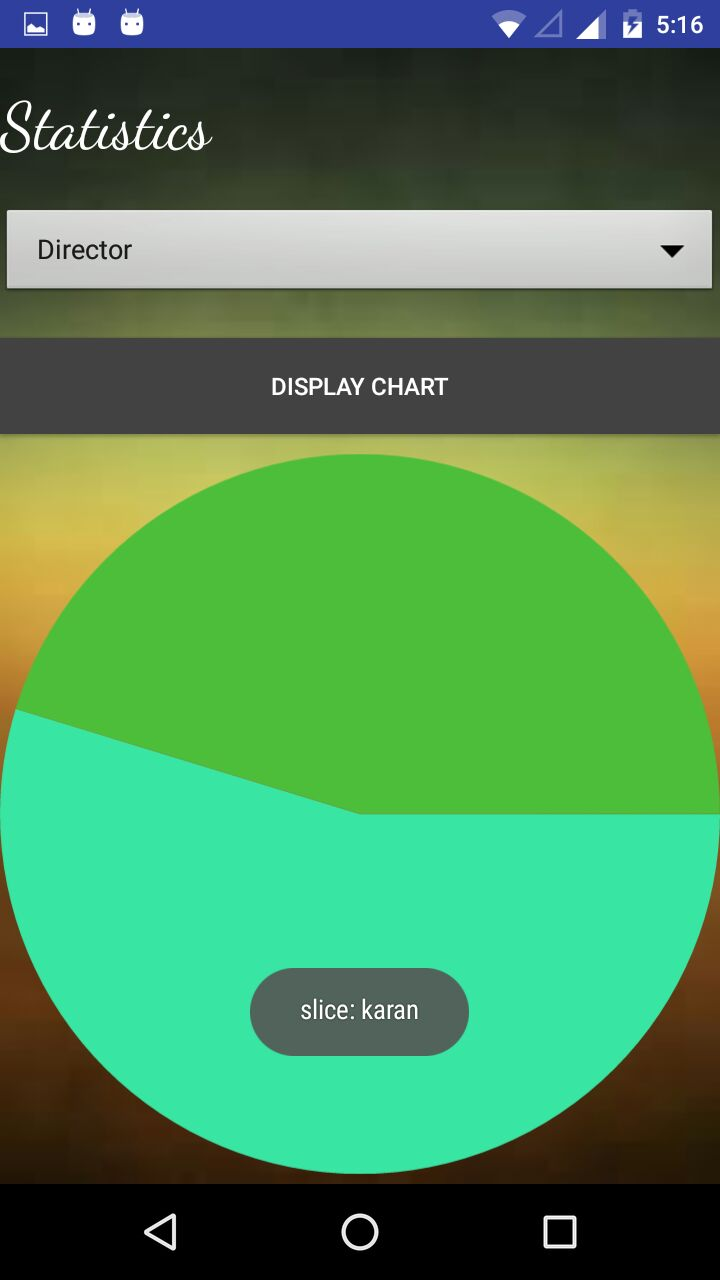 5:16
Statistics
Director
DISPLAY CHART
slice: karan